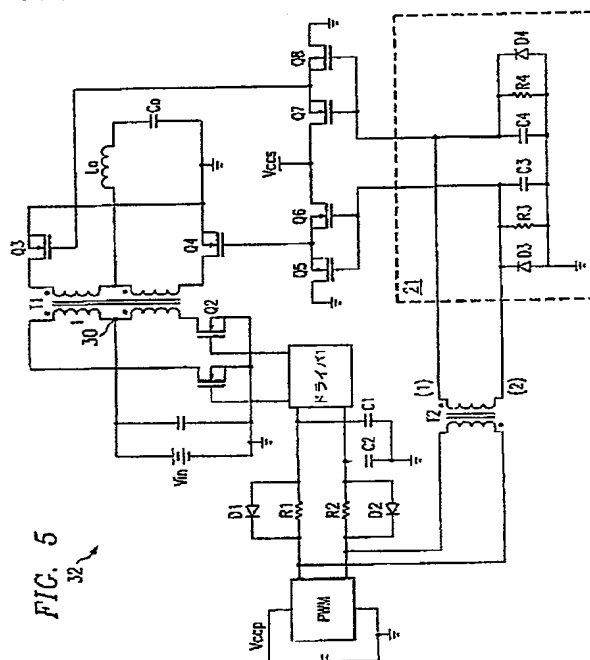 FIG. 5
32
Vccp
PWM
D1
R1
R2
D2
C2
C1
ドライバ1
Vin
30
1
T1
Q2
Q3
Q4
Lo
Co
Q5
Q6
Vccs
Q7
Q8
T2
(1)
(2)
21
D3
R3
C3
C4
R4
D4